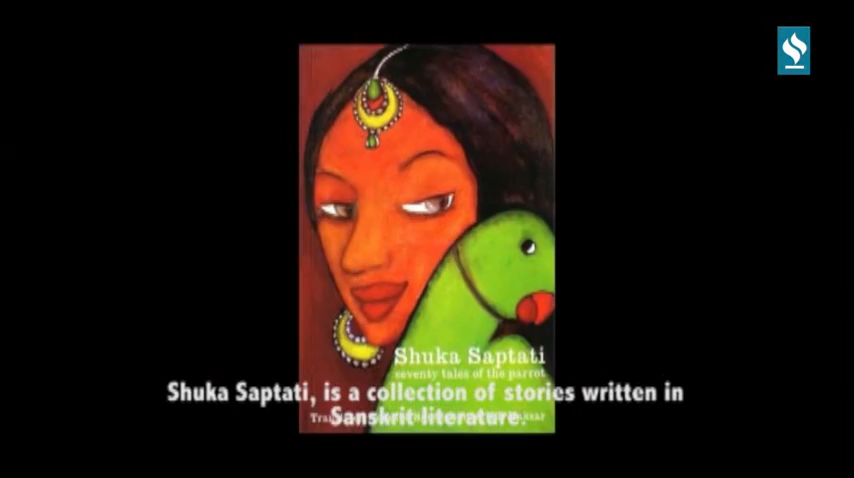 Shuka Saptati
seventy tales of the parrot
Shuka Saptati, is a collection of stories written in
Sanskrit literature.